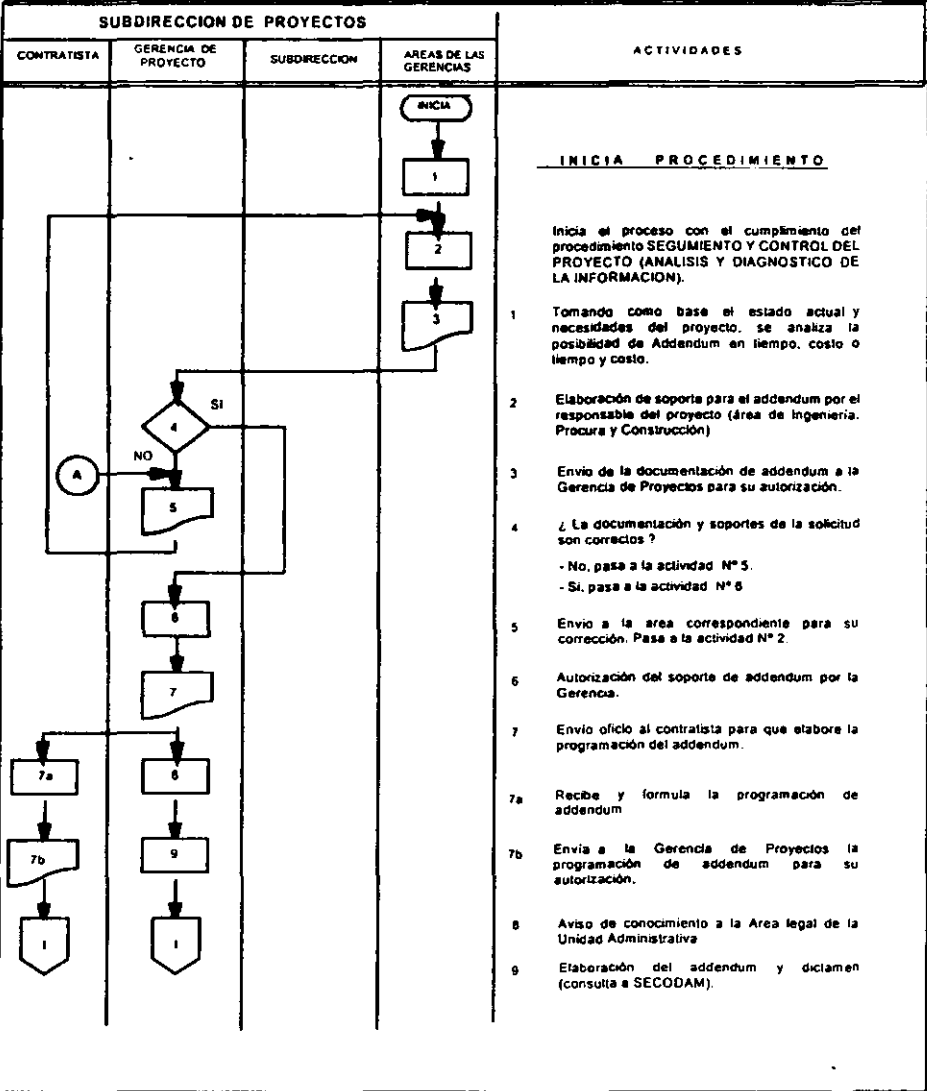 SUBDIRECCION DE PROYECTOS
CONTRATISTA
GERENCIA DE
PROYECTO
SUBDIRECCION
AREAS DE LAS
GERENCIAS
ACTIVIDADES
INICIA
1
2
3
SI
4
NO
A
5
6
7
7a
8
7b
9
I
I
INICIA PROCEDIMIENTO
Inicia el proceso con el cumplimiento del
procedimiento SEGUMIENTO Y CONTROL DEL
PROYECTO (ANALISIS Y DIAGNOSTICO DE
LA INFORMACION).
1 Tomando como base el estado actual y
necesidades del proyecto, se analiza la
posibilidad de Addendum en tiempo, costo o
tiempo y costo.
2 Elaboración de soporte para el addendum por el
responsable del proyecto (área de Ingeniería.
Procura y Construcción)
3 Envio de la documentación de addendum a la
Gerencia de Proyectos para su autorización.
4 ¿ La documentación y soportes de la solicitud
son correctos ?
- No, pasa a la actividad N° 5.
- Si, pasa a la actividad N° 6
5 Envio a la area correspondiente para su
corrección. Pasa a la actividad N° 2.
6 Autorización del soporte de addendum por la
Gerencia.
7 Envío oficio al contratista para que elabore la
programación del addendum.
7a Recibe y formula la programación de
addendum
7b Envía a la Gerencia de Proyectos la
programación de addendum para su
autorización.
8 Aviso de conocimiento a la Area legal de la
Unidad Administrativa
9 Elaboración del addendum y dictamen
(consulta a SECODAM).